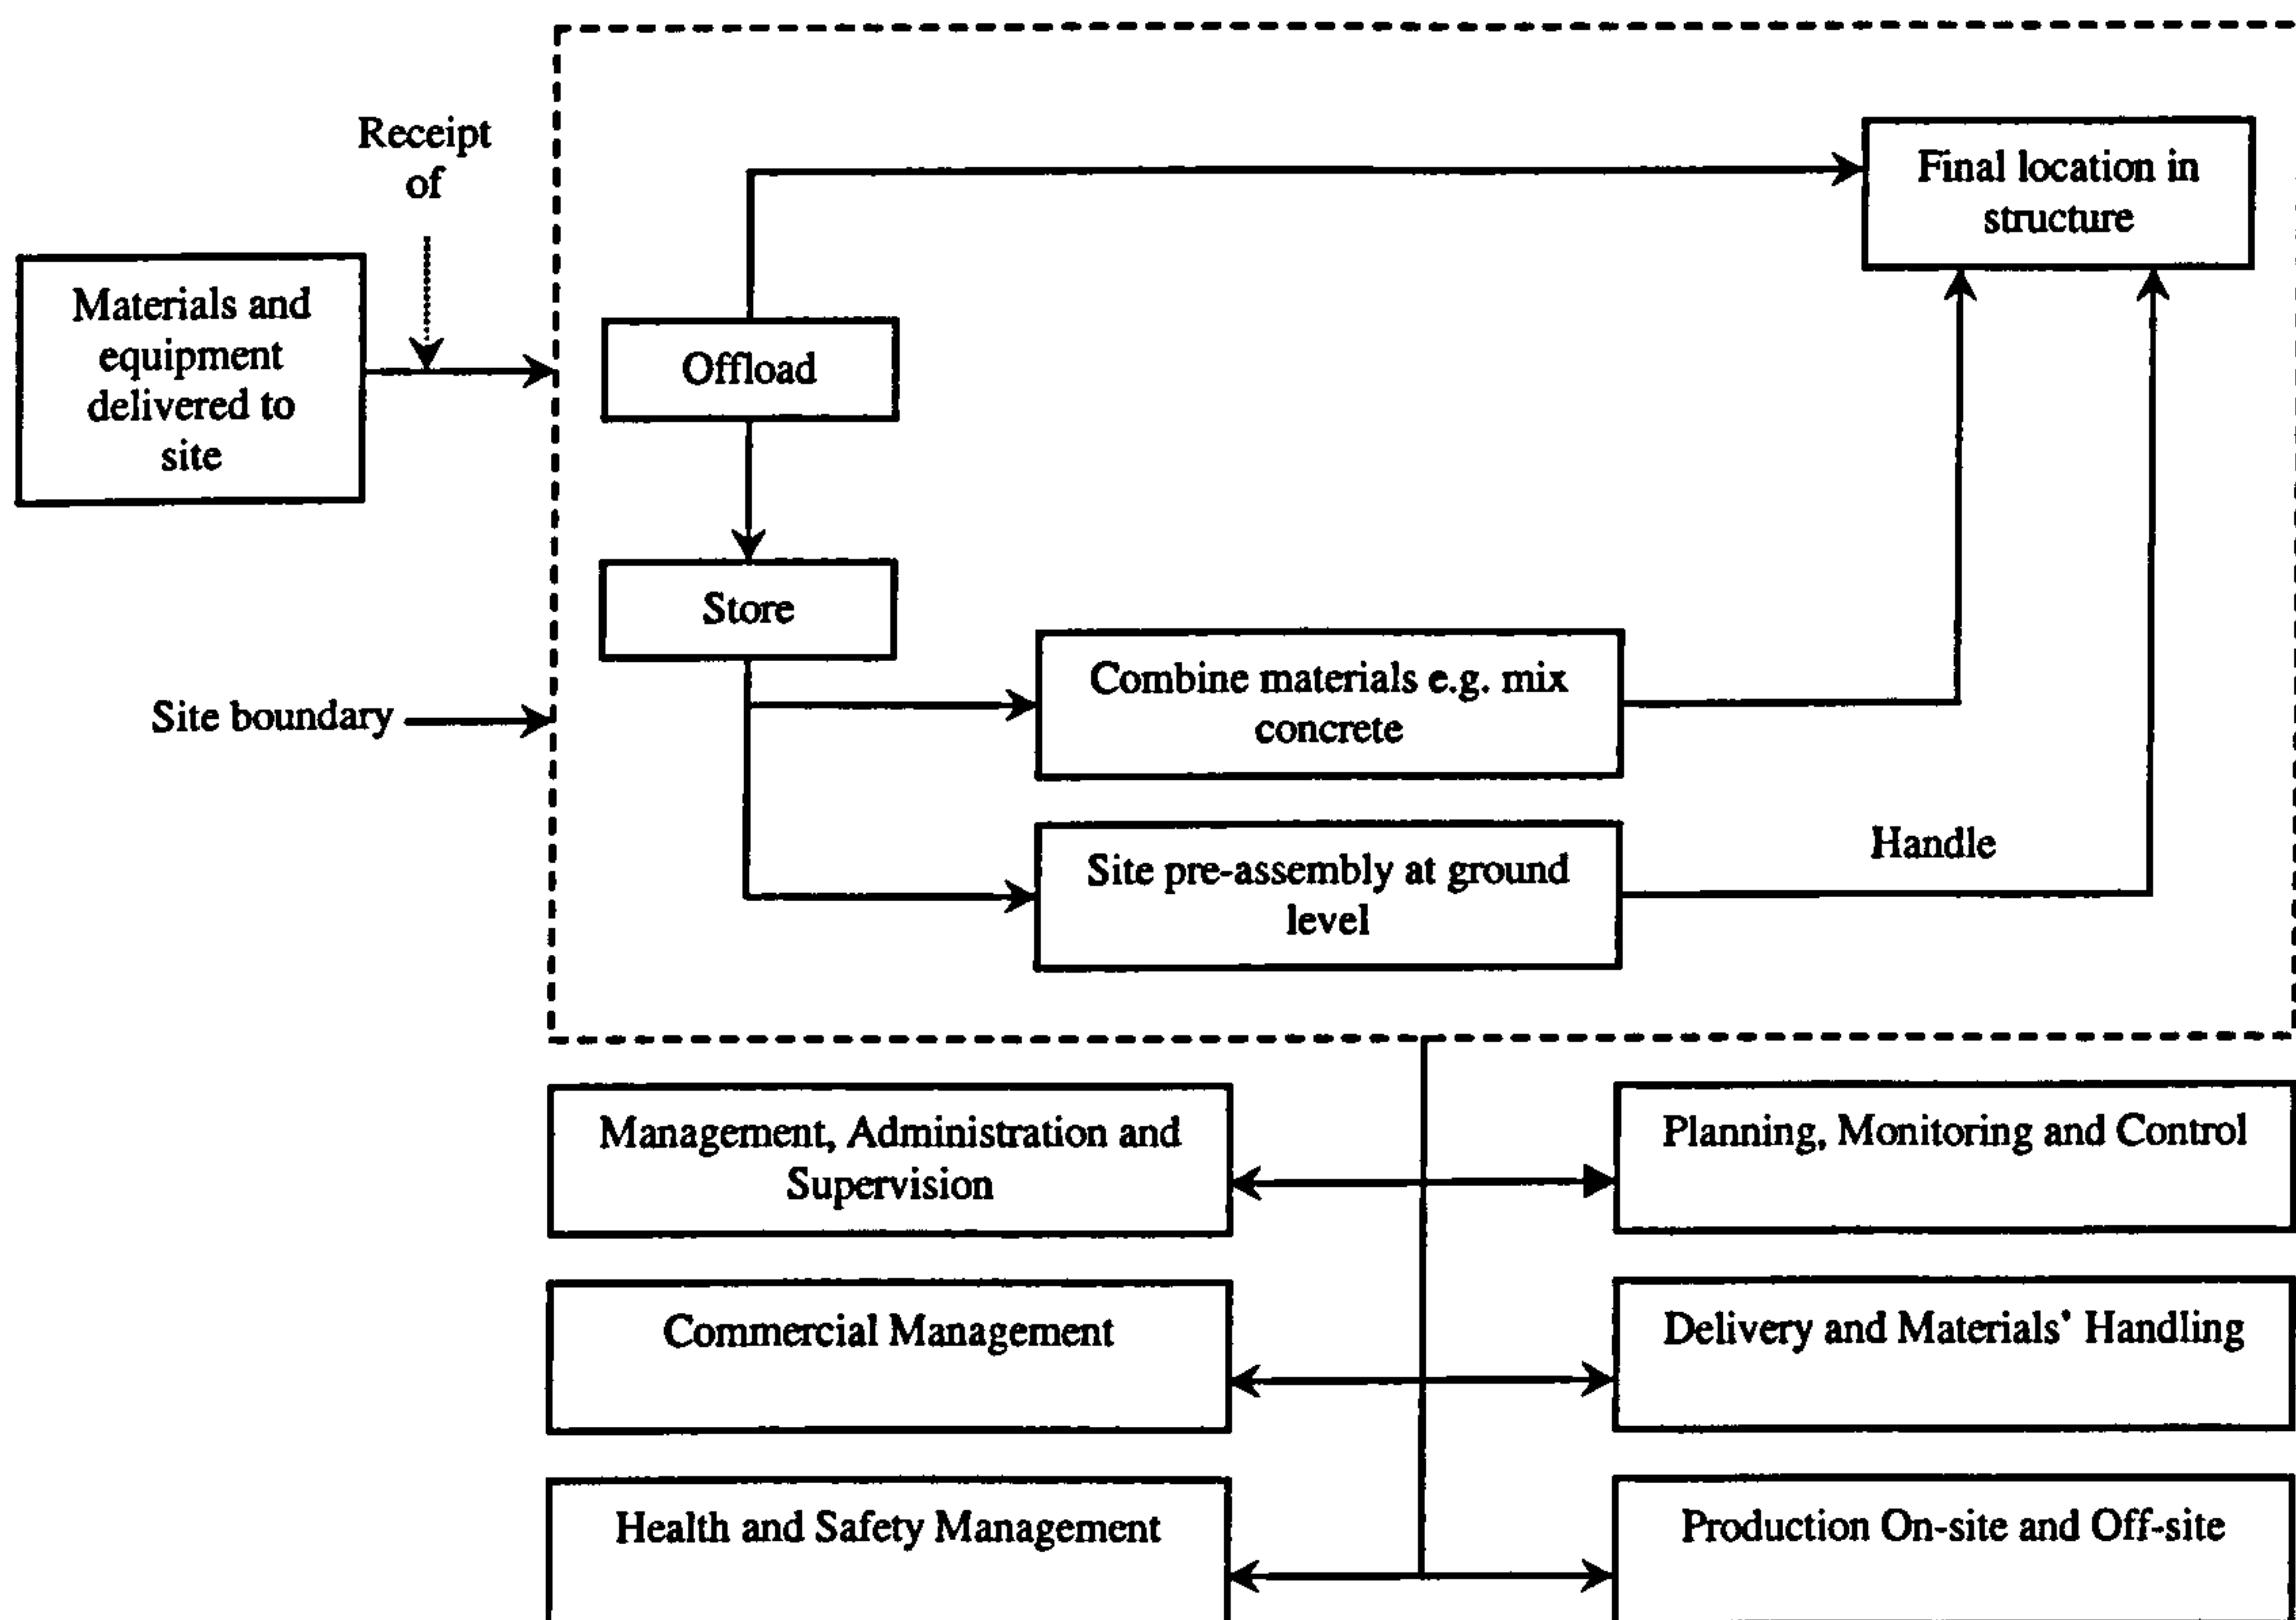 Receipt
of
Materials and
equipment
delivered to
site
Final location in
structure
Offload
Store
Site boundary
Combine materials e.g. mix
concrete
Site pre-assembly at ground
level
Handle
Management, Administration and
Supervision
Planning, Monitoring and Control
Commercial Management
Delivery and Materials' Handling
Health and Safety Management
Production On-site and Off-site